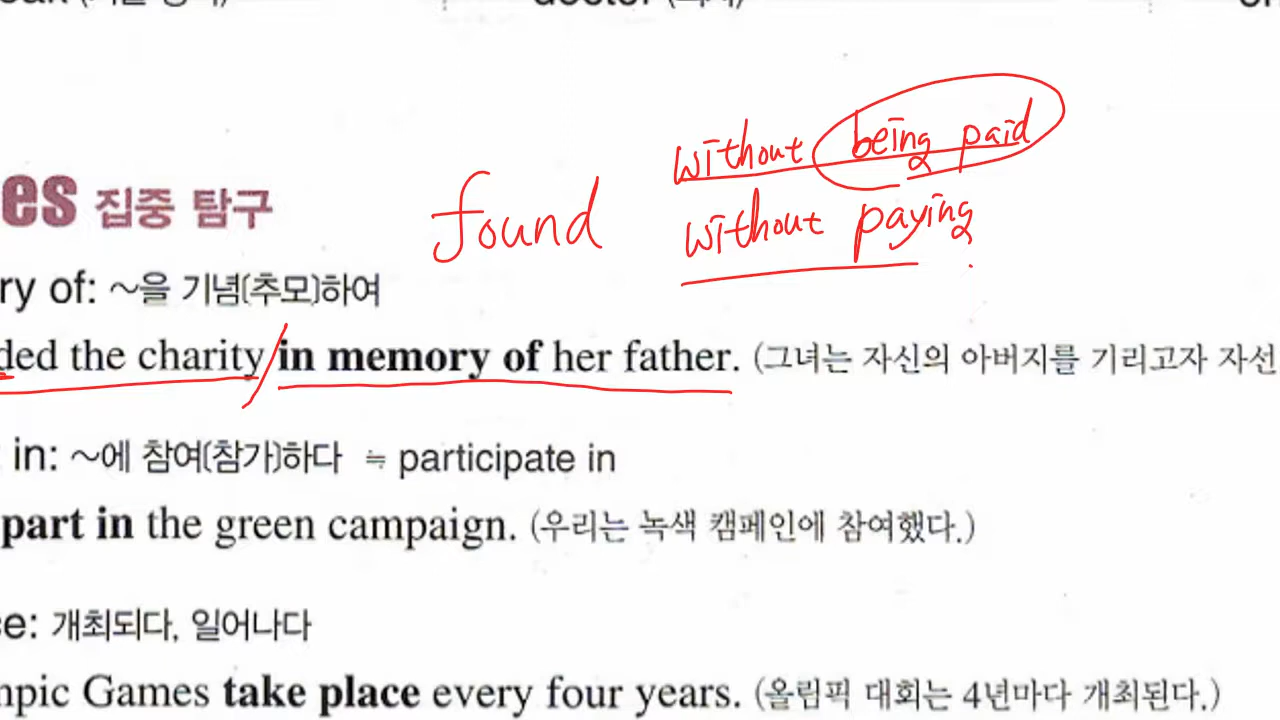 without being paid
es 집중 탐구
found
without paying
ry of: ～을 기념(추모)하여
ded the charity / in memory of her father. (그녀는 자신의 아버지를 기리고자 자선
in: ～에 참여(참가)하다 ≒ participate in
part in the green campaign. (우리는 녹색 캠페인에 참여했다.)
ce: 개최되다, 일어나다
mpic Games take place every four years. (올림픽 대회는 4년마다 개최된다.)